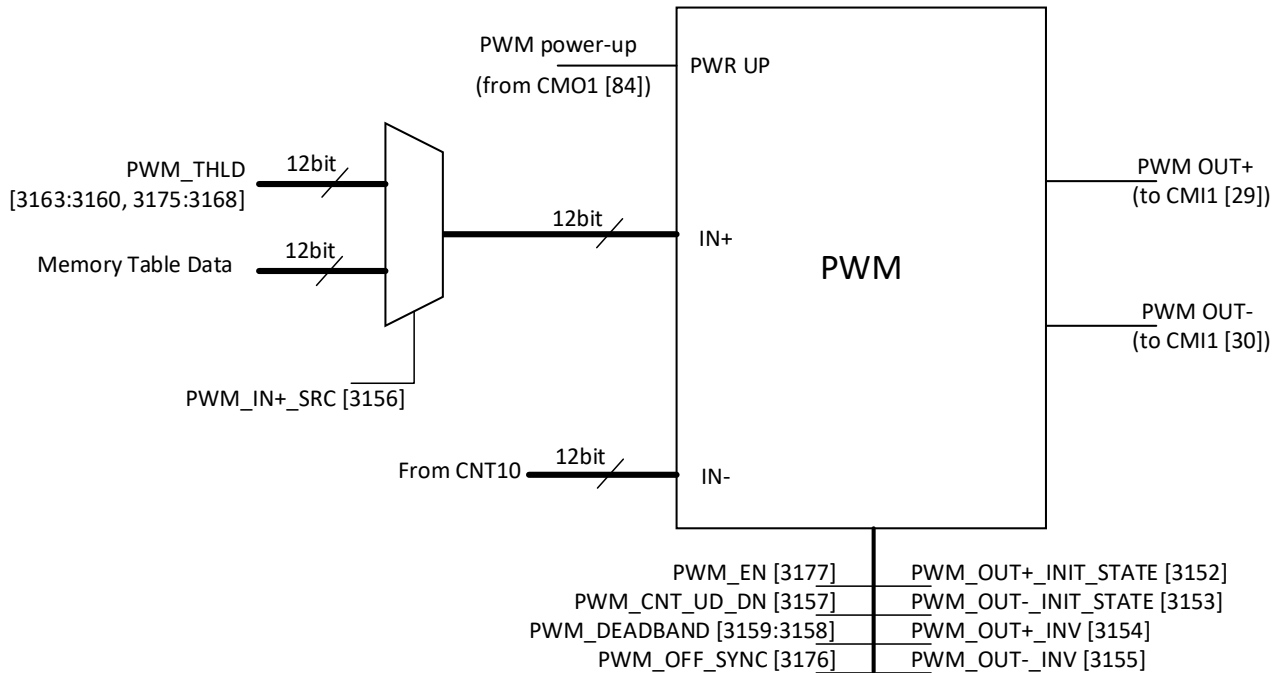 PWM power-up
(from CMO1 [84])
PWR UP
PWM_THLD
[3163:3160, 3175:3168]
12bit
Memory Table Data
12bit
PWM_IN+_SRC [3156]
12bit
IN+
PWM
PWM OUT+
(to CMI1 [29])
PWM OUT-
(to CMI1 [30])
From CNT10
12bit
IN-
PWM_EN [3177]
PWM_CNT_UD_DN [3157]
PWM_DEADBAND [3159:3158]
PWM_OFF_SYNC [3176]
PWM_OUT+_INIT_STATE [3152]
PWM_OUT-_INIT_STATE [3153]
PWM_OUT+_INV [3154]
PWM_OUT-_INV [3155]